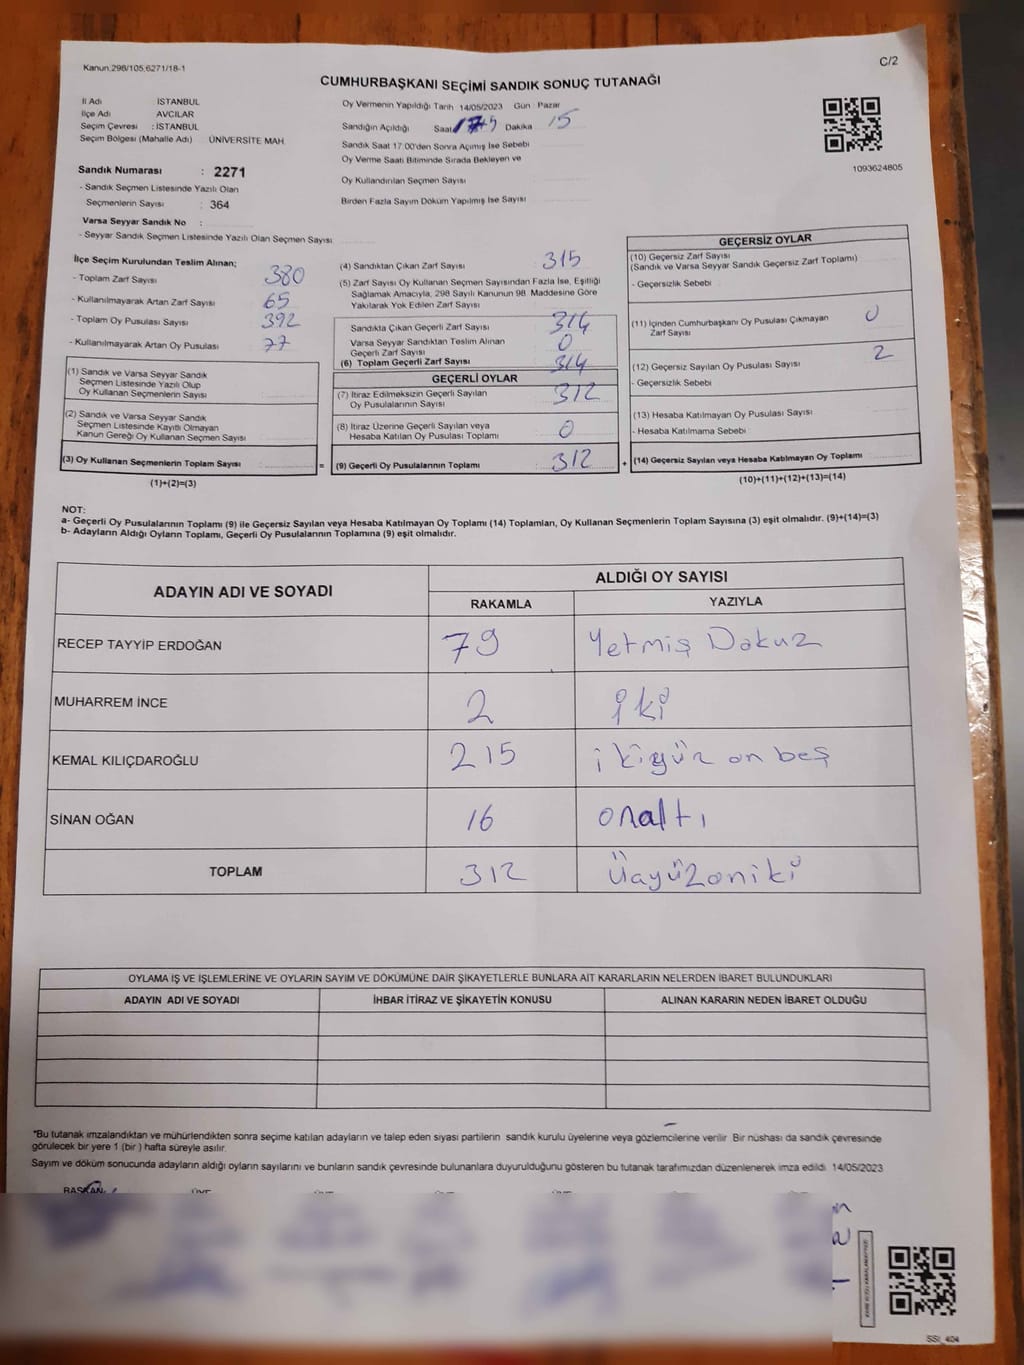 Kanun:298/105,6271/18-1
C/2
CUMHURBAŞKANI SEÇİMİ SANDIK SONUÇ TUTANAĞI
İl Adı İSTANBUL
İlçe Adı AVCILAR
Seçim Çevresi : İSTANBUL
Seçim Bölgesi (Mahalle Adı) ÜNİVERSİTE MAH.
Sandık Numarası : 2271
- Sandık Seçmen Listesinde Yazılı Olan
Seçmenlerin Sayısı : 364
Varsa Seyyar Sandık No :
- Seyyar Sandık Seçmen Listesinde Yazılı Olan Seçmen Sayısı
Oy Vermenin Yapıldığı Tarih 14/05/2023 Gün : Pazar
Sandığın Açıldığı Saat Dakika 15
Sandık Saat 17:00'den Sonra Açımış İse Sebebi
Oy Verme Saati Bitiminde Sırada Bekleyen ve
Oy Kullandırılan Seçmen Sayısı
Birden Fazla Sayım Döküm Yapılmış İse Sayısı
1093624805
İlçe Seçim Kurulundan Teslim Alınan;
- Toplam Zarf Sayısı 380
- Kullanılmayarak Artan Zarf Sayısı 65
- Toplam Oy Pusulası Sayısı 392
- Kullanılmayarak Artan Oy Pusulası 77
(1) Sandık ve Varsa Seyyar Sandık
Seçmen Listesinde Yazılı Olup
Oy Kullanan Seçmenlerin Sayısı
(2) Sandık ve Varsa Seyyar Sandık
Seçmen Listesinde Kayıtlı Olmayan
Kanun Gereği Oy Kullanan Seçmen Sayısı
(3) Oy Kullanan Seçmenlerin Toplam Sayısı :
(1)+(2)=(3)
=
(4) Sandıktan Çıkan Zarf Sayısı 315
(5) Zarf Sayısı Oy Kullanan Seçmen Sayısından Fazla İse, Eşitliği
Sağlamak Amacıyla, 298 Sayılı Kanunun 98. Maddesine Göre
Yakılarak Yok Edilen Zarf Sayısı
Sandıkta Çıkan Geçerli Zarf Sayısı 314
Varsa Seyyar Sandıktan Teslim Alınan
Geçerli Zarf Sayısı 0
(6) Toplam Geçerli Zarf Sayısı 314
GEÇERLİ OYLAR
(7) İtiraz Edilmeksizin Geçerli Sayılan
Oy Pusulalarının Sayısı 312
(8) İtiraz Üzerine Geçerli Sayılan veya
Hesaba Katılan Oy Pusulası Toplamı 0
(9) Geçerli Oy Pusulalarının Toplamı 312
+
GEÇERSİZ OYLAR
(10) Geçersiz Zarf Sayısı
(Sandık ve Varsa Seyyar Sandık Geçersiz Zarf Toplamı)
- Geçersizlik Sebebi
(11) İçinden Cumhurbaşkanı Oy Pusulası Çıkmayan
Zarf Sayısı 0
(12) Geçersiz Sayılan Oy Pusulası Sayısı 2
- Geçersizlik Sebebi
(13) Hesaba Katılmayan Oy Pusulası Sayısı
- Hesaba Katılmama Sebebi
(14) Geçersiz Sayılan veya Hesaba Katılmayan Oy Toplamı
(10)+(11)+(12)+(13)=(14)
NOT:
a- Geçerli Oy Pusulalarının Toplamı (9) ile Geçersiz Sayılan veya Hesaba Katılmayan Oy Toplamı (14) Toplamları, Oy Kullanan Seçmenlerin Toplam Sayısına (3) eşit olmalıdır. (9)+(14)=(3)
b- Adayların Aldığı Oyların Toplamı, Geçerli Oy Pusulalarının Toplamına (9) eşit olmalıdır.
ADAYIN ADI VE SOYADI ALDIĞI OY SAYISI
RAKAMLA YAZIYLA
RECEP TAYYİP ERDOĞAN 79 Yetmiş Dokuz
MUHARREM İNCE 2 iki
KEMAL KILIÇDAROĞLU 215 ikiyüz on beş
SİNAN OĞAN 16 onaltı
TOPLAM 312 Üçyüzoniki
OYLAMA İŞ VE İŞLEMLERİNE VE OYLARIN SAYIM VE DÖKÜMÜNE DAİR ŞİKAYETLERLE BUNLARA AİT KARARLARIN NELERDEN İBARET BULUNDUKLARI
ADAYIN ADI VE SOYADI İHBAR İTİRAZ VE ŞİKAYETİN KONUSU ALINAN KARARIN NEDEN İBARET OLDUĞU
*Bu tutanak imzalandıktan ve mühürlendikten sonra seçime katılan adayların ve talep eden siyasi partilerin sandık kurulu üyelerine veya gözlemcilerine verilir. Bir nüshası da sandık çevresinde
görülecek bir yere 1 (bir) hafta süreyle asılır.
Sayım ve döküm sonucunda adayların aldığı oyların sayılarını ve bunların sandık çevresinde bulunanlara duyurulduğunu gösteren bu tutanak tarafımızdan düzenlenerek imza edildi. 14/05/2023
BAŞKAN
SSI_404